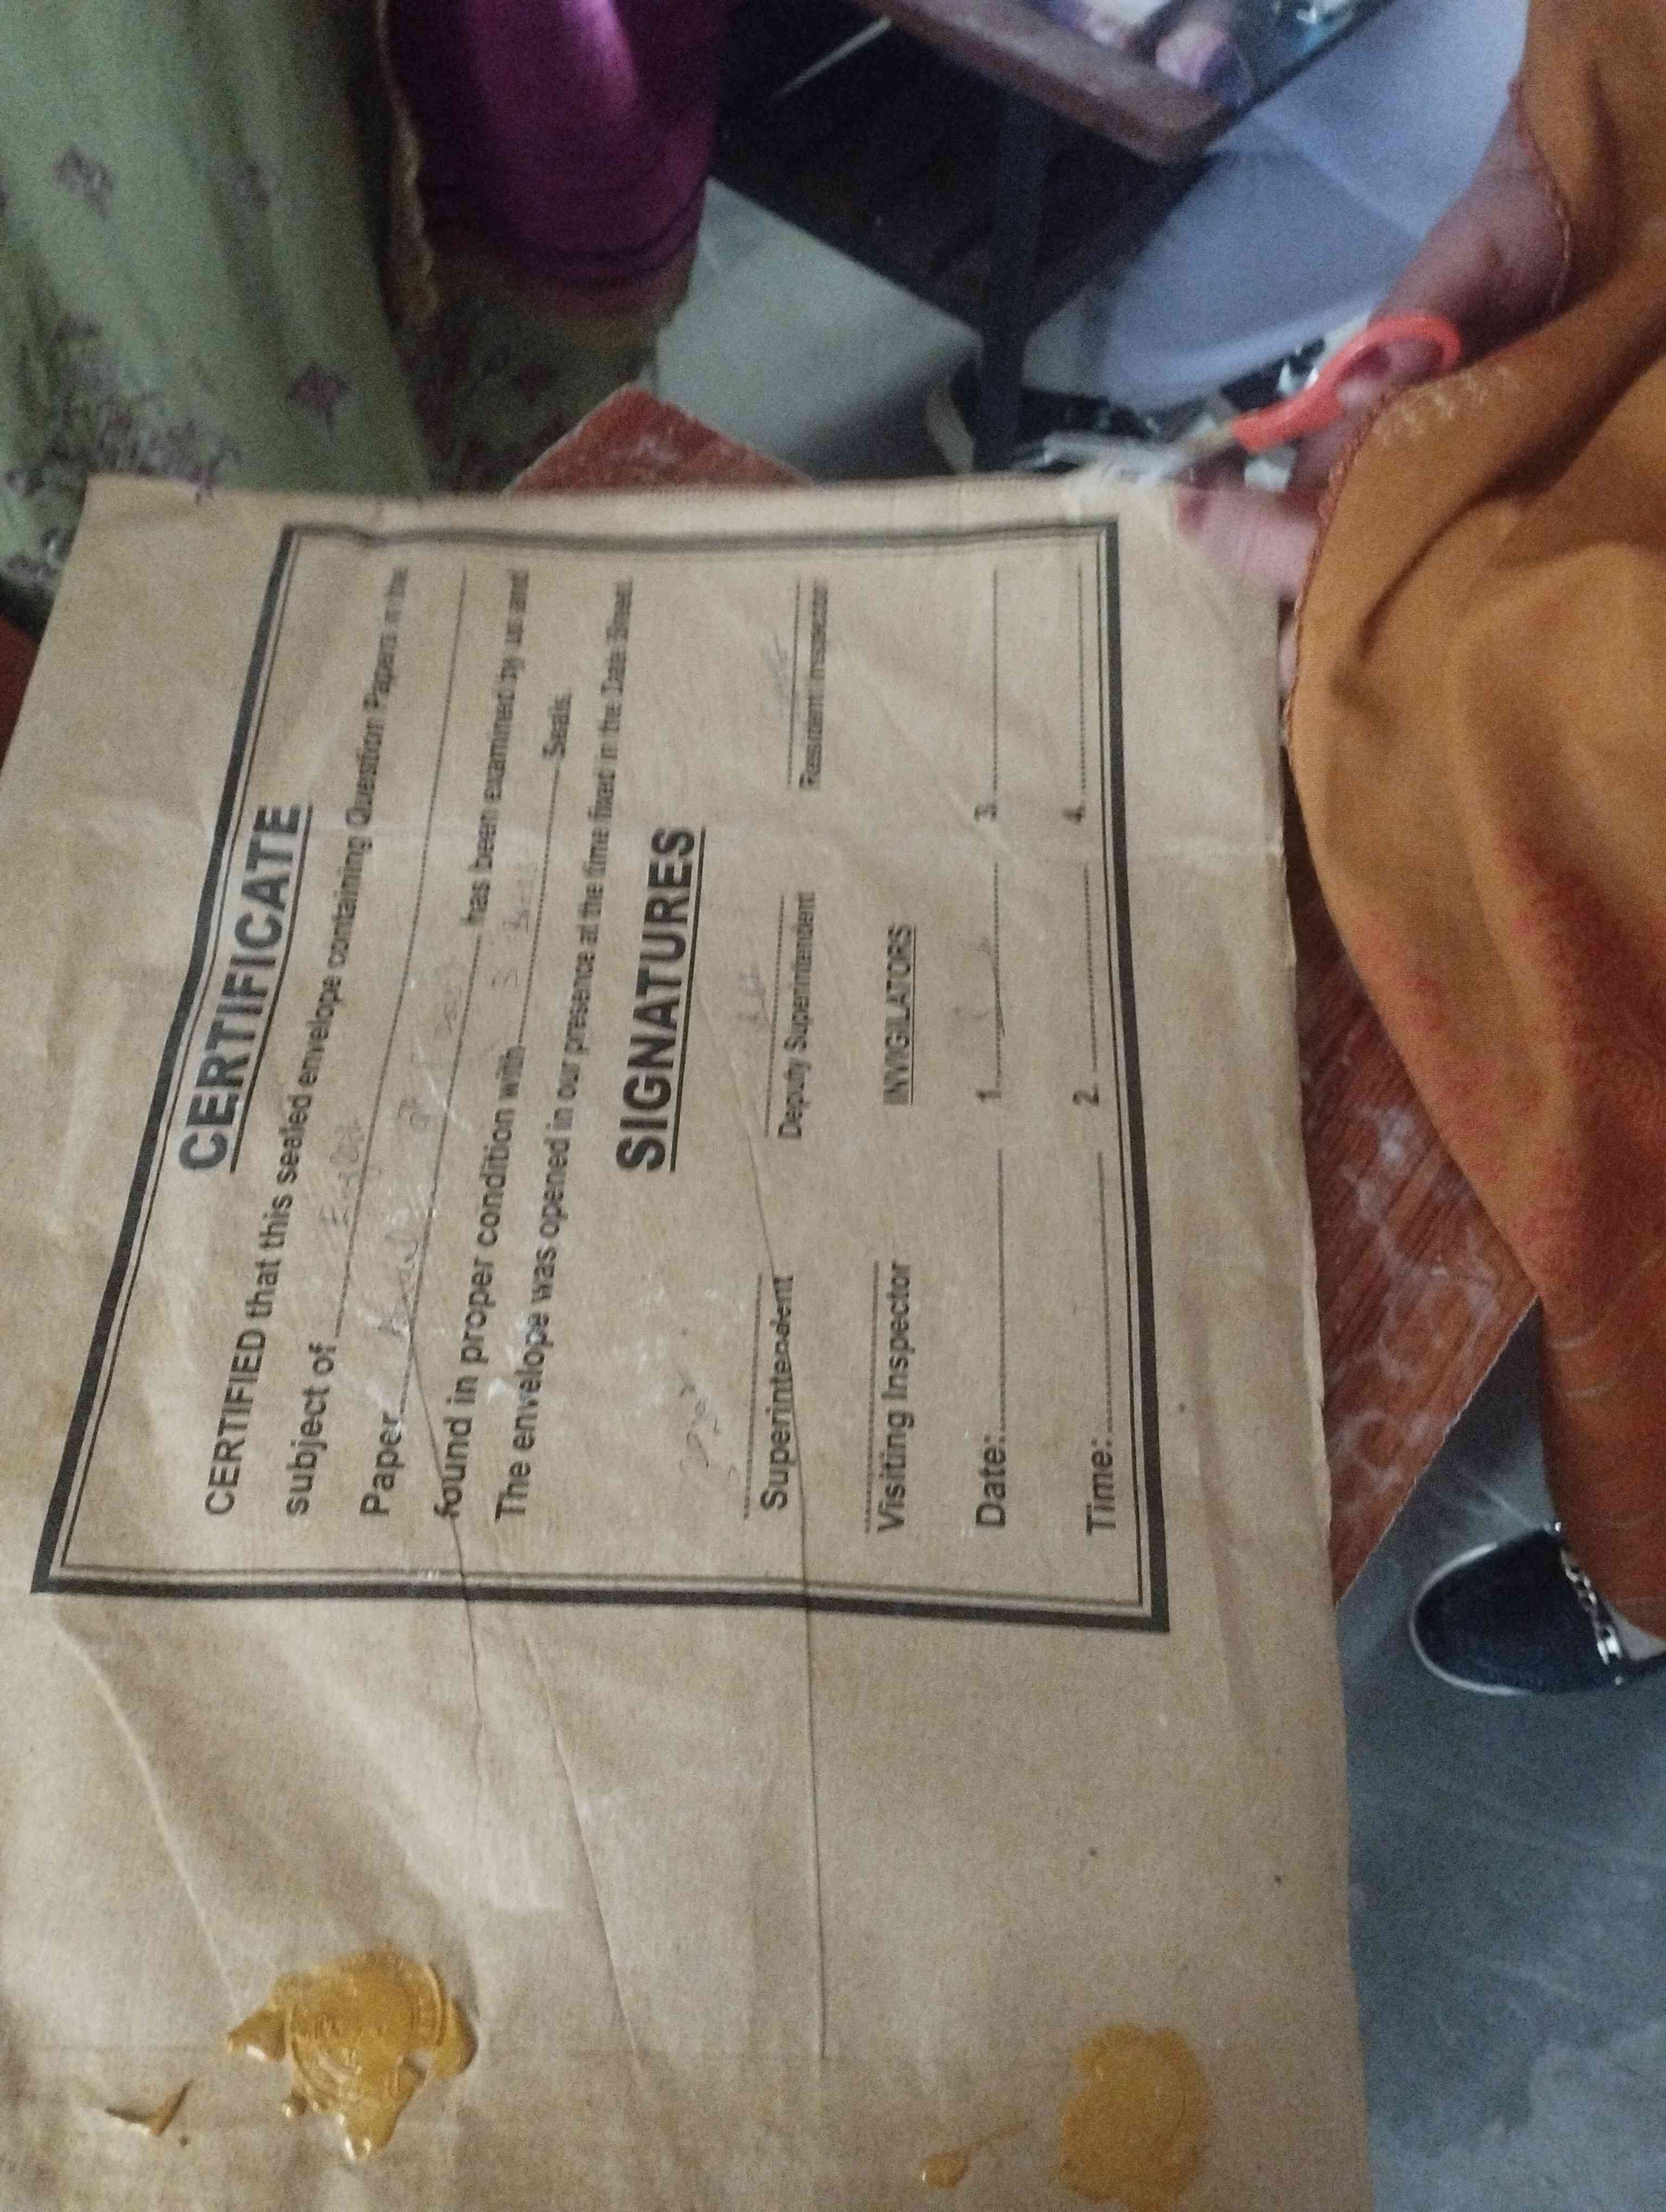 CERTIFICATE
CERTIFIED that this sealed envelope containing Question Papers in the
subject of
Paper has been examined by us and
found in proper condition with 3 Seals.
The envelope was opened in our presence at the time fixed in the Date Sheet.
SIGNATURES
Superintendent Deputy Superintendent Resident Inspector
Visiting Inspector INVIGILATORS
Date: 1. 3.
Time: 2. 4.